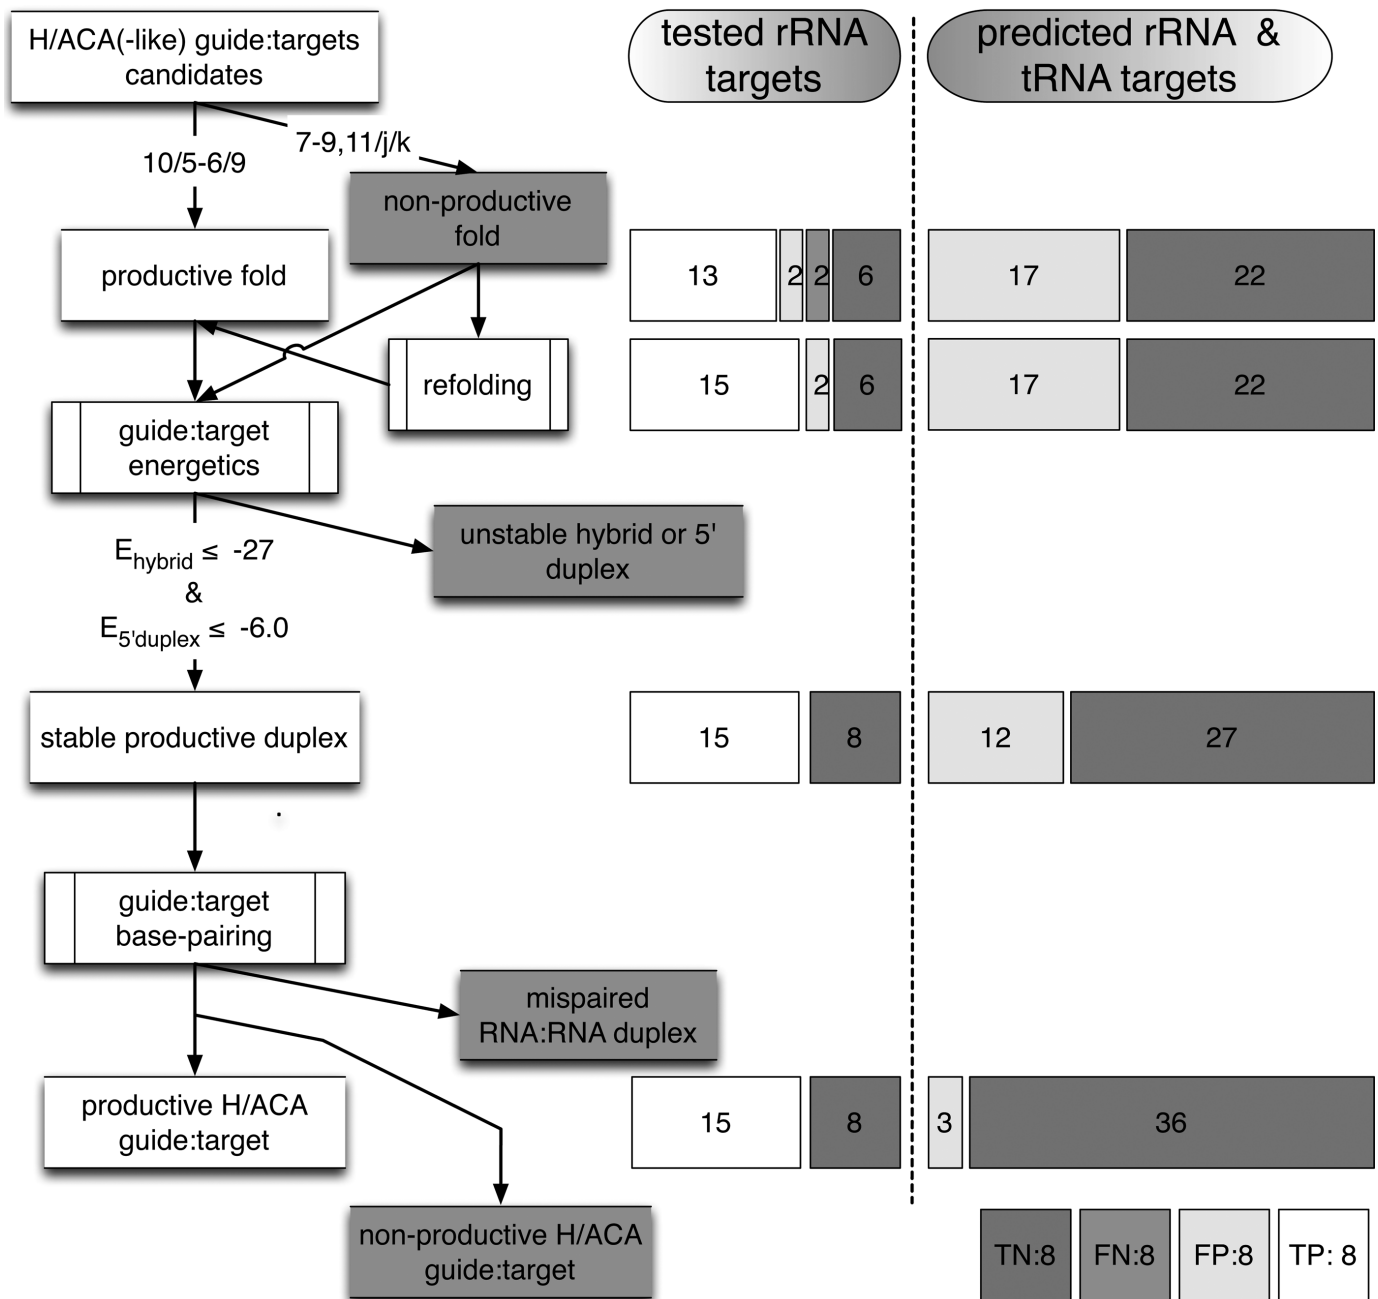 H/ACA(-like) guide:targets
candidates
tested rRNA
targets
predicted rRNA &
tRNA targets
10/5-6/9
7-9,11/j/k
non-productive
fold
productive fold
13
2
2
6
17
22
refolding
15
2
6
17
22
guide:target
energetics
unstable hybrid or 5'
duplex
Ehybrid ≤ -27
&
E5'duplex ≤ -6.0
stable productive duplex
15
8
12
27
guide:target
base-pairing
mispaired
RNA:RNA duplex
productive H/ACA
guide:target
15
8
3
36
non-productive H/ACA
guide:target
TN:8
FN:8
FP:8
TP: 8